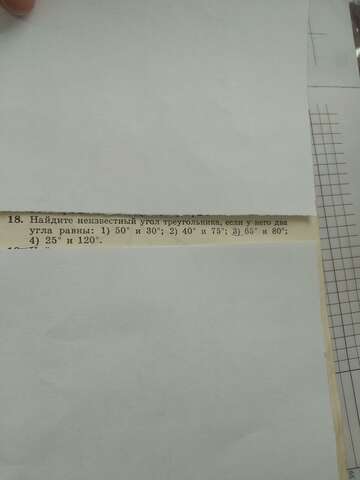 18. Найдите неизвестный угол треугольника, если у него два
угла равны: 1) 50° и 30°; 2) 40° и 75°; 3) 65° и 80°;
4) 25° и 120°.